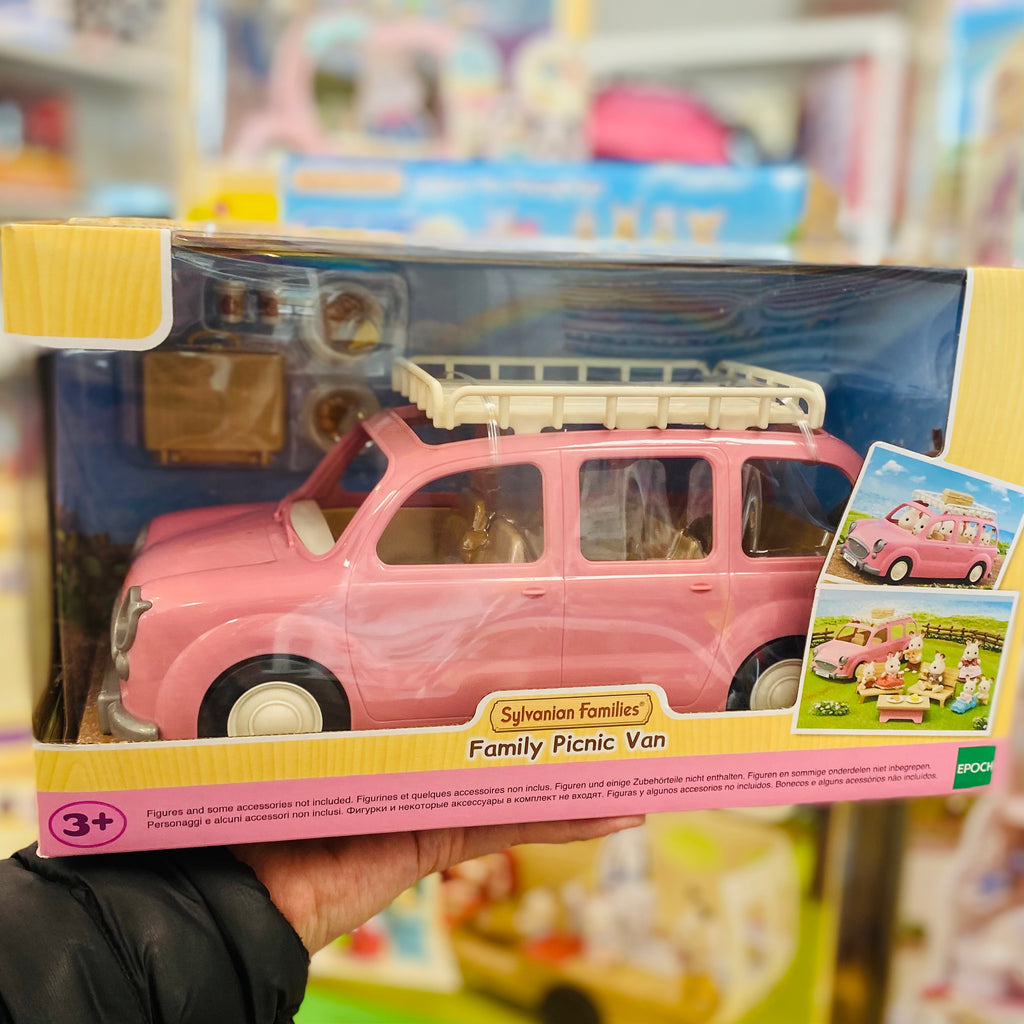 Sylvanian Families®
Family Picnic Van
EPOCH
3+
Figures and some accessories not included. Figurines et quelques accessoires non inclus. Figuren und einige Zubehörteile nicht enthalten. Figuren en sommige onderdelen niet inbegrepen.
Personaggi e alcuni accessori non inclusi. Фигурки и некоторые аксессуары в комплект не входят. Figuras y algunos accesorios no incluidos. Bonecos e alguns acessórios não incluídos.